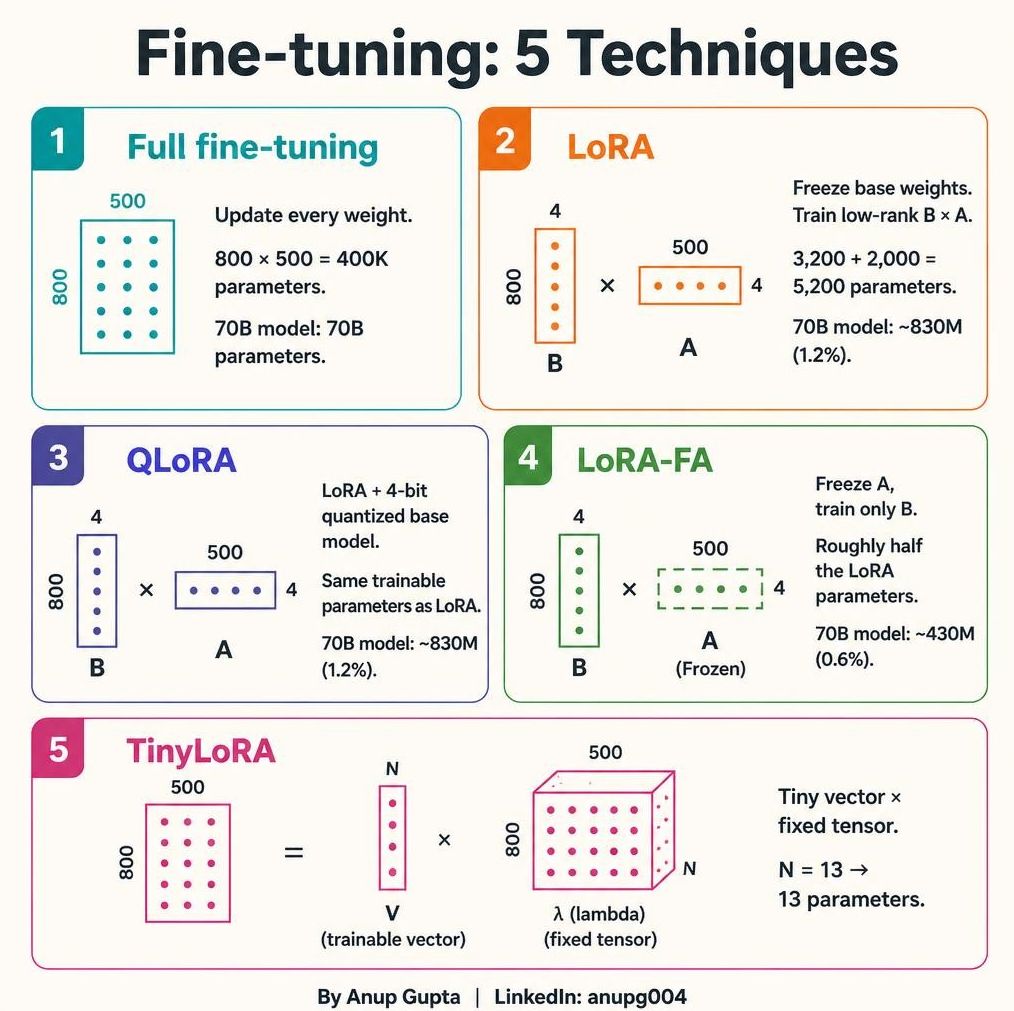 Fine-tuning: 5 Techniques
1
Full fine-tuning
500
800
Update every weight.
800 × 500 = 400K
parameters.
70B model: 70B
parameters.
2
LoRA
4
800
B
×
500
4
A
Freeze base weights.
Train low-rank B × A.
3,200 + 2,000 =
5,200 parameters.
70B model: ~830M
(1.2%).
3
QLoRA
4
800
B
×
500
4
A
LoRA + 4-bit
quantized base
model.
Same trainable
parameters as LoRA.
70B model: ~830M
(1.2%).
4
LoRA-FA
4
800
B
×
500
4
A
(Frozen)
Freeze A,
train only B.
Roughly half
the LoRA
parameters.
70B model: ~430M
(0.6%).
5
TinyLoRA
500
800
=
N
V
(trainable vector)
×
500
800
N
λ (lambda)
(fixed tensor)
Tiny vector ×
fixed tensor.
N = 13 →
13 parameters.
By Anup Gupta | LinkedIn: anupg004